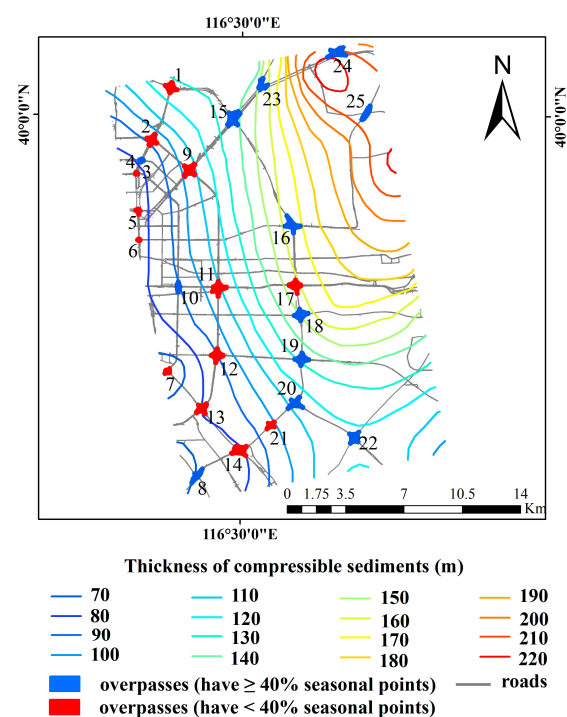 116°30'0"E
40°0'0"N
40°0'0"N
N
1
24
23
25
15
2
9
4
3
5
16
6
11
17
10
18
19
12
7
20
13
21
22
14
8
0 1.75 3.5 7 10.5 14
Km
116°30'0"E
Thickness of compressible sediments (m)
70 110 150 190
80 120 160 200
90 130 170 210
100 140 180 220
overpasses (have ≥ 40% seasonal points) roads
overpasses (have < 40% seasonal points)